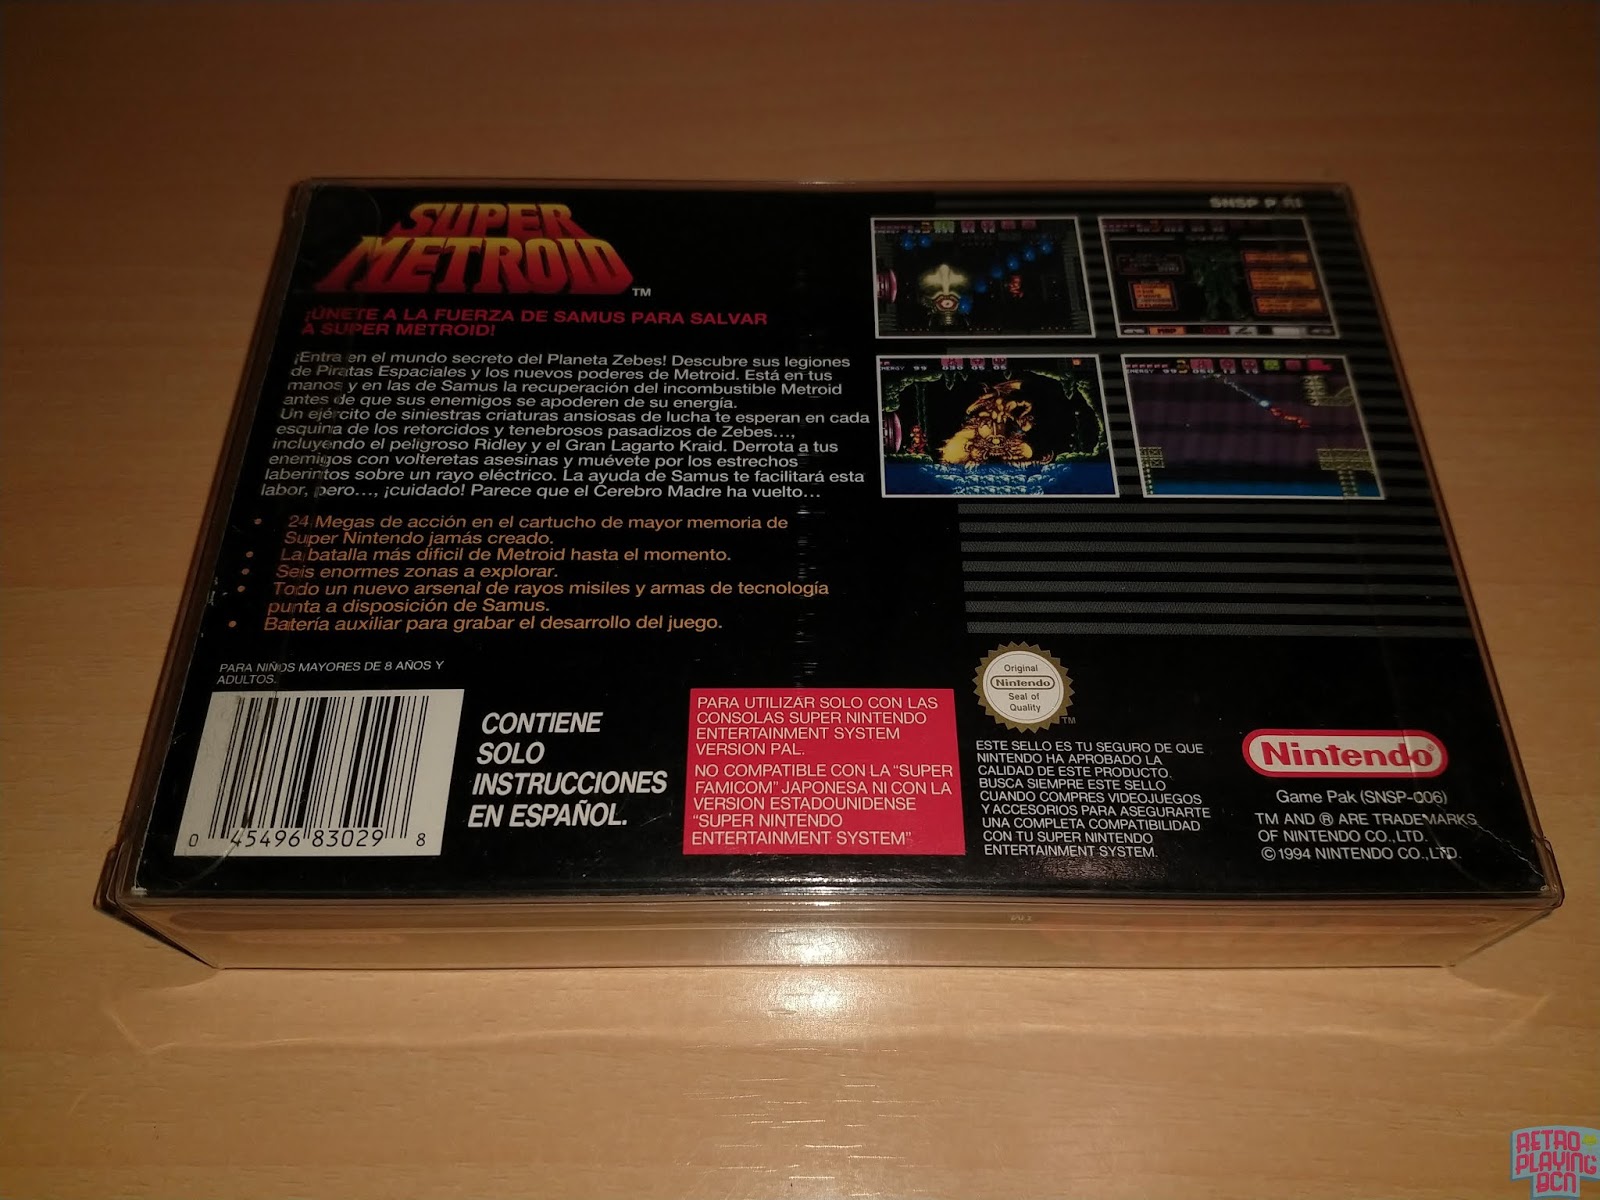 SUPER
METROID
TM
¡ÚNETE A LA FUERZA DE SAMUS PARA SALVAR
A SUPER METROID!
¡Entra en el mundo secreto del Planeta Zebes! Descubre sus legiones
de Piratas Espaciales y los nuevos poderes de Metroid. Está en tus
manos y en las de Samus la recuperación del incombustible Metroid
antes de que sus enemigos se apoderen de su energía.
Un ejército de siniestras criaturas ansiosas de lucha te esperan en cada
esquina de los retorcidos y tenebrosos pasadizos de Zebes...,
incluyendo el peligroso Ridley y el Gran Lagarto Kraid. Derrota a tus
enemigos con volteretas asesinas y muévete por los estrechos
laberintos sobre un rayo eléctrico. La ayuda de Samus te facilitará esta
labor, pero..., ¡cuidado! Parece que el Cerebro Madre ha vuelto...
• 24 Megas de acción en el cartucho de mayor memoria de
Super Nintendo jamás creado.
• La batalla más dificil de Metroid hasta el momento.
• Seis enormes zonas a explorar.
• Todo un nuevo arsenal de rayos misiles y armas de tecnología
punta a disposición de Samus.
• Batería auxiliar para grabar el desarrollo del juego.
PARA NIÑOS MAYORES DE 8 AÑOS Y
ADULTOS.
0 45496 83029 8
CONTIENE
SOLO
INSTRUCCIONES
EN ESPAÑOL.
PARA UTILIZAR SOLO CON LAS
CONSOLAS SUPER NINTENDO
ENTERTAINMENT SYSTEM
VERSION PAL.
NO COMPATIBLE CON LA "SUPER
FAMICOM" JAPONESA NI CON LA
VERSION ESTADOUNIDENSE
"SUPER NINTENDO
ENTERTAINMENT SYSTEM".
SNSP P RI
ENERGY 99
ENERGY 99
Original
Nintendo
Seal of
Quality
TM
ESTE SELLO ES TU SEGURO DE QUE
NINTENDO HA APROBADO LA
CALIDAD DE ESTE PRODUCTO.
BUSCA SIEMPRE ESTE SELLO
CUANDO COMPRES VIDEOJUEGOS
Y ACCESORIOS PARA ASEGURARTE
UNA COMPLETA COMPATIBILIDAD
CON TU SUPER NINTENDO
ENTERTAINMENT SYSTEM.
Nintendo®
Game Pak (SNSP-006)
TM AND ® ARE TRADEMARKS
OF NINTENDO CO., LTD.
© 1994 NINTENDO CO., LTD.
RETRO
PLAYING
BCN